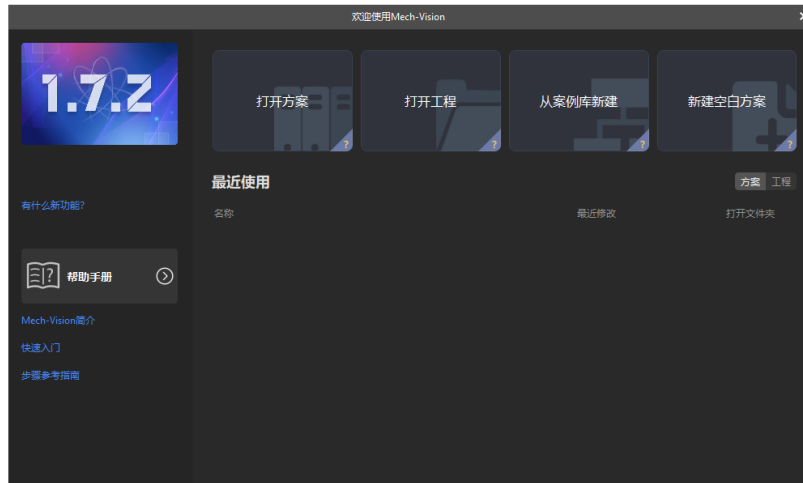 欢迎使用Mech-Vision
1.7.2
有什么新功能?
帮助手册
Mech-Vision简介
快速入门
步骤参考指南
打开方案
?
打开工程
?
从案例库新建
?
新建空白方案
?
最近使用
方案 工程
名称 最近修改 打开文件夹